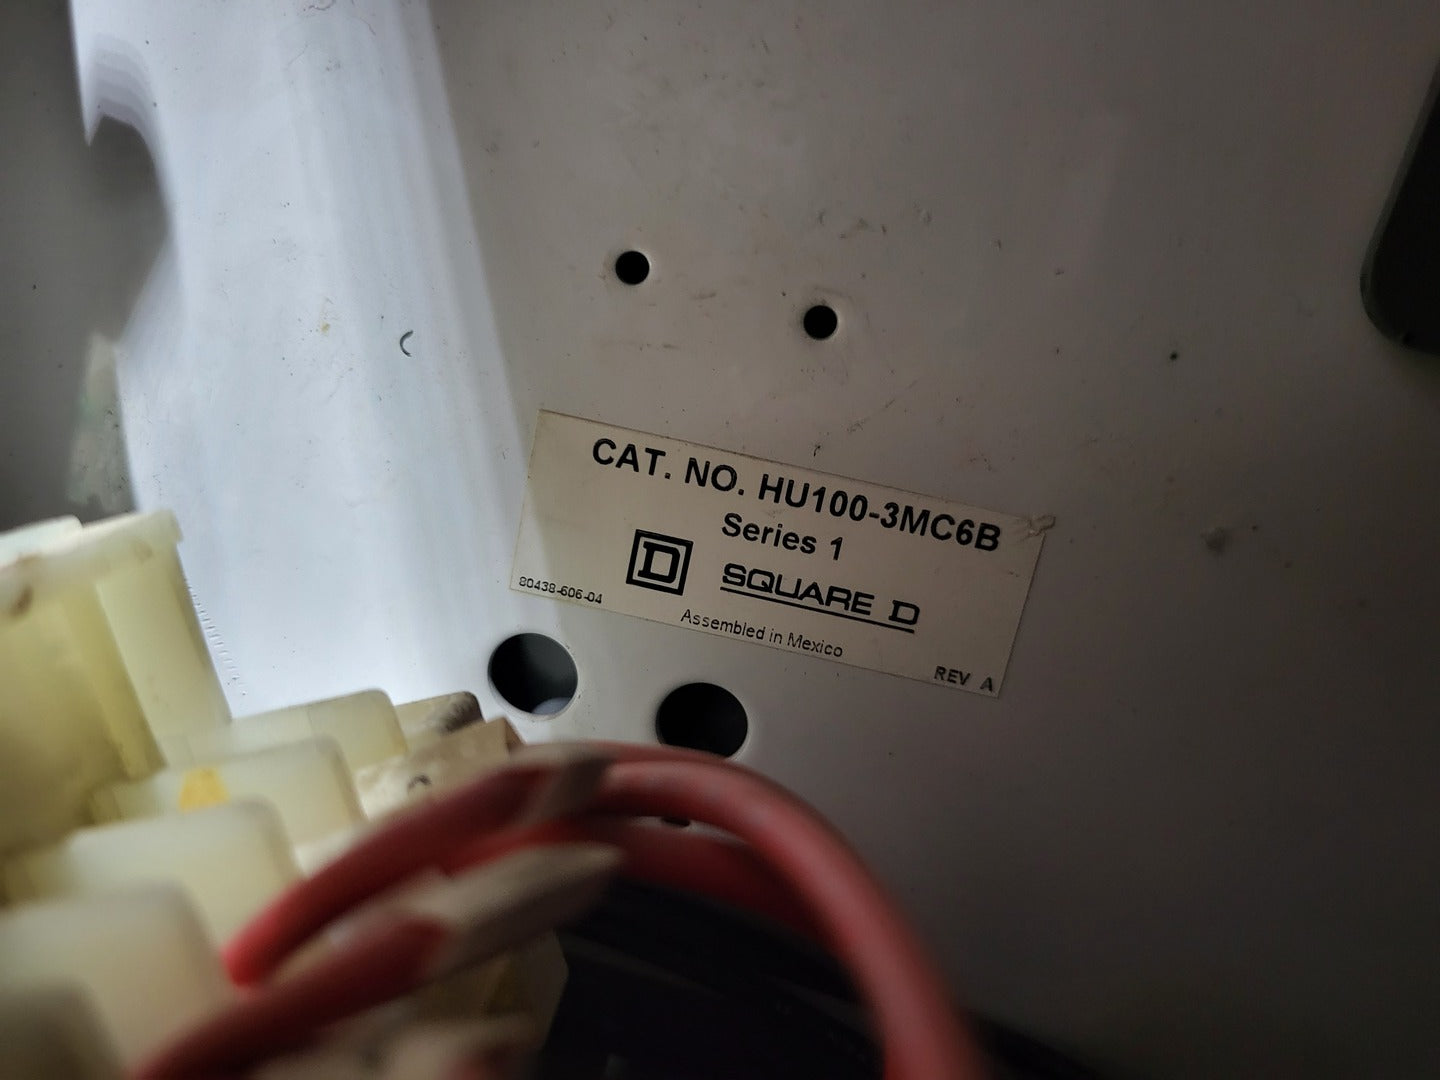 CAT. NO. HU100-3MC6B
Series 1
D SQUARE D
80438-606-04
Assembled in Mexico
REV A